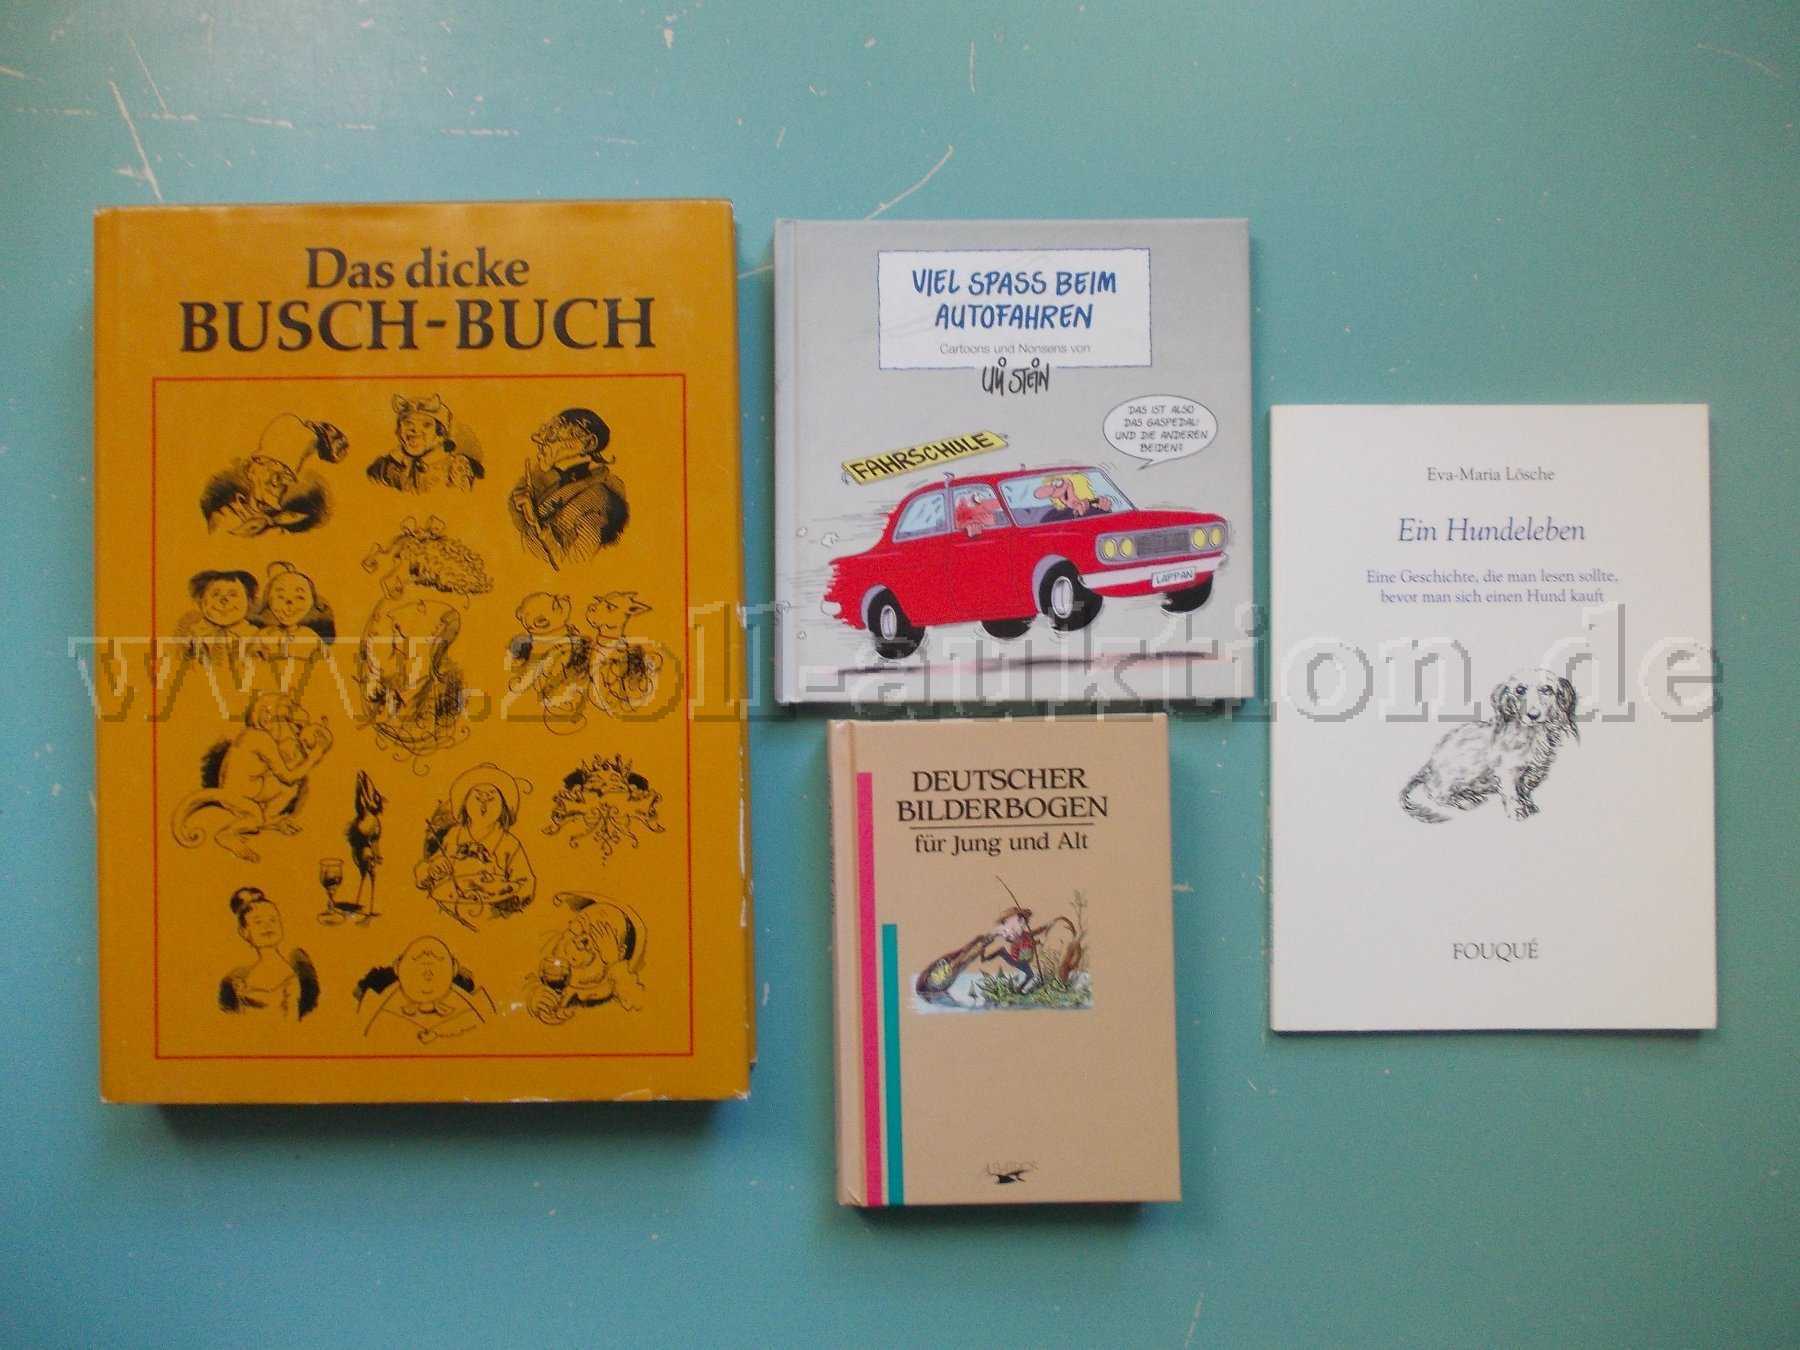 Das dicke
BUSCH-BUCH
VIEL SPASS BEIM
AUTOFAHREN
Cartoons und Nonsens von
Uli STEIN
DAS IST ALSO
DAS GASPEDAL!
UND DIE ANDEREN
BEIDEN?
FAHRSCHULE
LAPPAN
Eva-Maria Lösche
Ein Hundeleben
Eine Geschichte, die man lesen sollte,
bevor man sich einen Hund kauft
FOUQUÉ
DEUTSCHER
BILDERBOGEN
für Jung und Alt
www.zoll-auktion.de